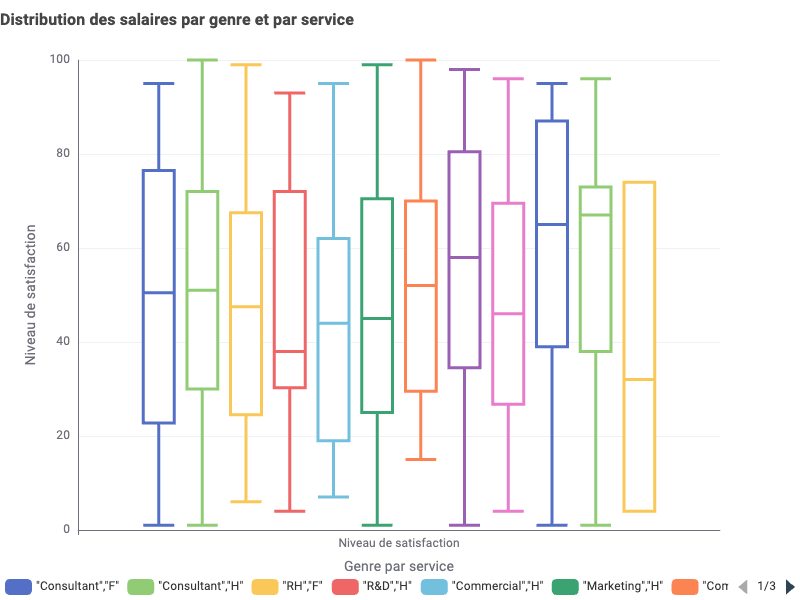 Distribution des salaires par genre et par service
100
80
60
40
20
0
Niveau de satisfaction
Niveau de satisfaction
Genre par service
"Consultant","F" "Consultant","H" "RH","F" "R&D","H" "Commercial","H" "Marketing","H" "Com 1/3